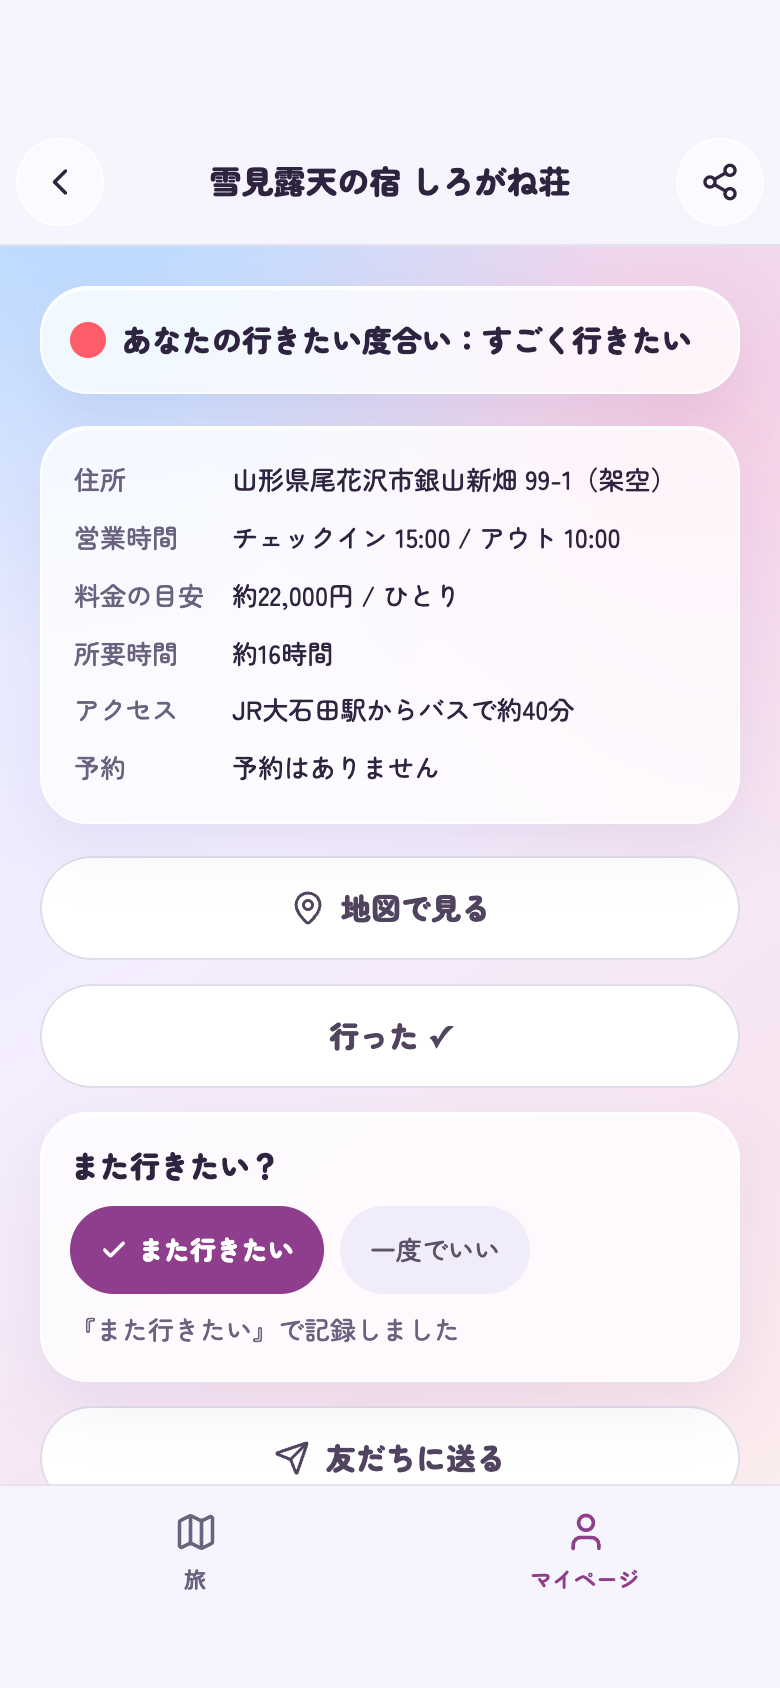 雪見露天の宿 しろがね荘
あなたの行きたい度合い：すごく行きたい
住所 山形県尾花沢市銀山新畑 99-1（架空）
営業時間 チェックイン 15:00 / アウト 10:00
料金の目安 約22,000円 / ひとり
所要時間 約16時間
アクセス JR大石田駅からバスで約40分
予約 予約はありません
地図で見る
行った ✓
また行きたい？
✓ また行きたい 一度でいい
『また行きたい』で記録しました
友だちに送る
旅 マイページ